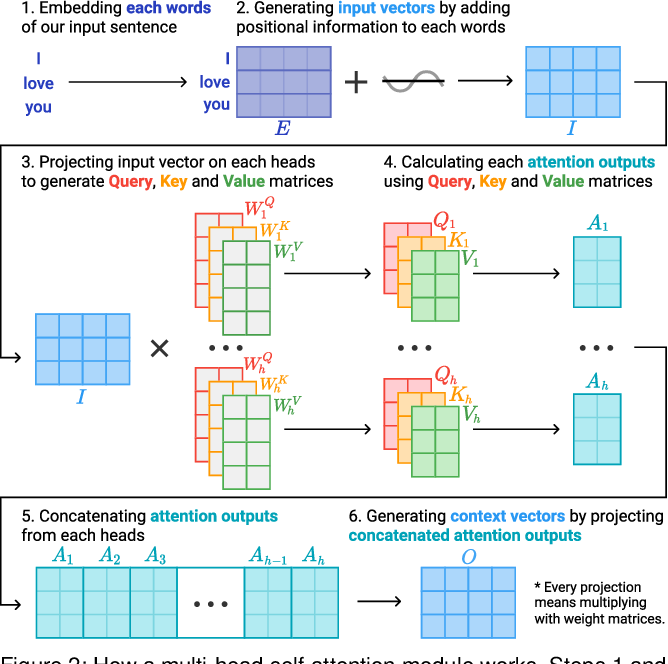 1. Embedding each words
of our input sentence
2. Generating input vectors by adding
positional information to each words
I
love
you
I
love
you
E
I
3. Projecting input vector on each heads
to generate Query, Key and Value matrices
4. Calculating each attention outputs
using Query, Key and Value matrices
W_1^Q
W_1^K
W_1^V
Q_1
K_1
V_1
A_1
I
×
...
...
...
W_h^Q
W_h^K
W_h^V
Q_h
K_h
V_h
A_h
5. Concatenating attention outputs
from each heads
6. Generating context vectors by projecting
concatenated attention outputs
A_1 A_2 A_3 ... A_{h-1} A_h
O
* Every projection
means multiplying
with weight matrices.
Figure 2: How a multi-head self-attention module works. Steps 1 and